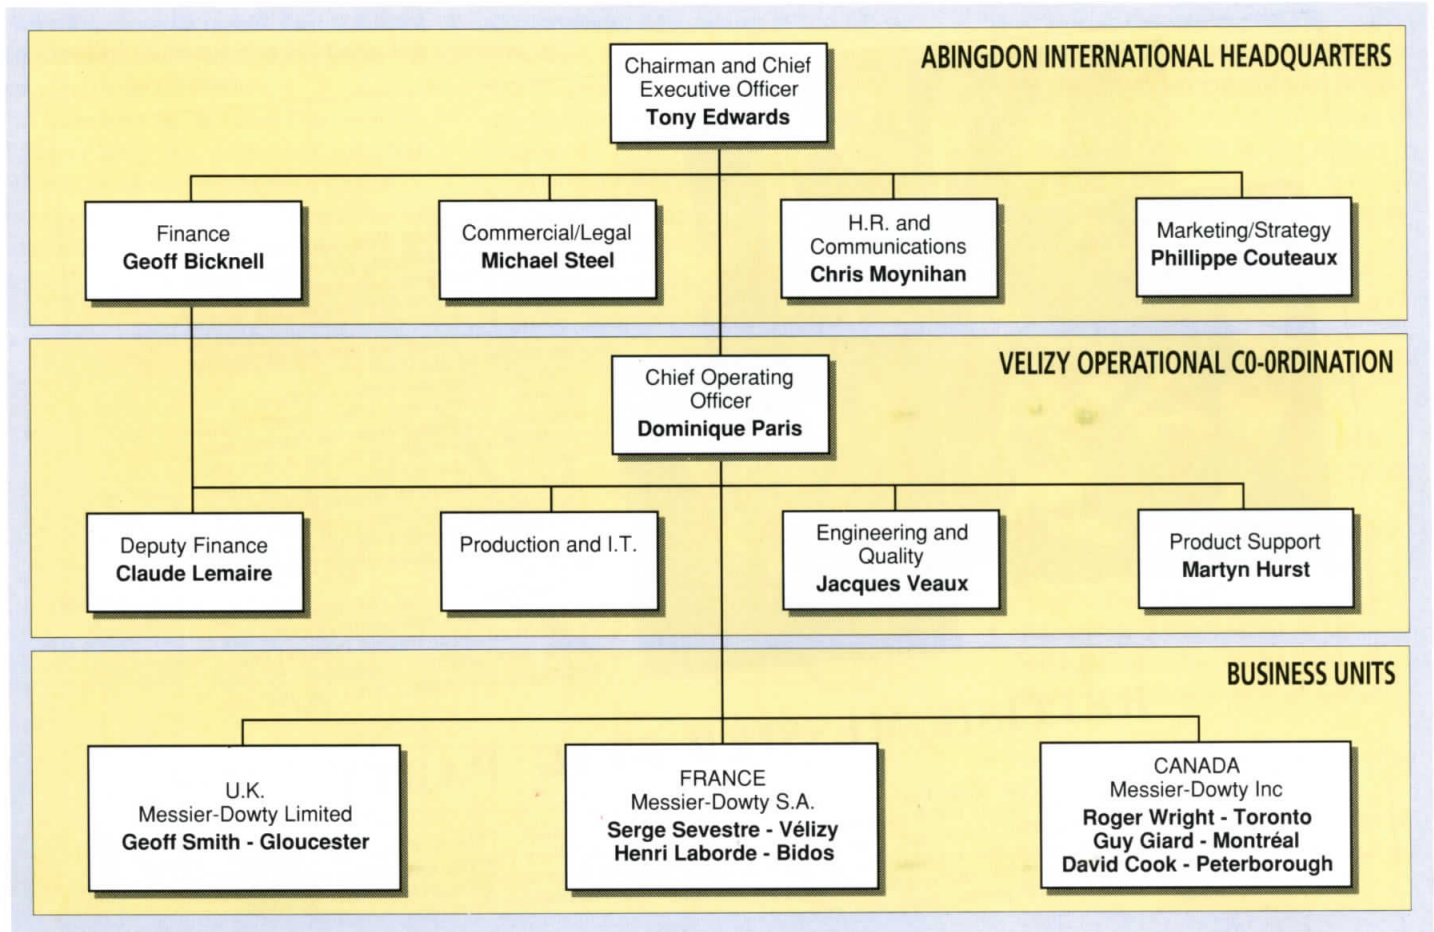 ABINGDON INTERNATIONAL HEADQUARTERS
Chairman and Chief
Executive Officer
Tony Edwards
Finance
Geoff Bicknell
Commercial/Legal
Michael Steel
H.R. and
Communications
Chris Moynihan
Marketing/Strategy
Phillippe Couteaux
VELIZY OPERATIONAL C0-0RDINATION
Chief Operating
Officer
Dominique Paris
Deputy Finance
Claude Lemaire
Production and I.T.
Engineering and
Quality
Jacques Veaux
Product Support
Martyn Hurst
BUSINESS UNITS
U.K.
Messier-Dowty Limited
Geoff Smith - Gloucester
FRANCE
Messier-Dowty S.A.
Serge Sevestre - Vélizy
Henri Laborde - Bidos
CANADA
Messier-Dowty Inc
Roger Wright - Toronto
Guy Giard - Montréal
David Cook - Peterborough